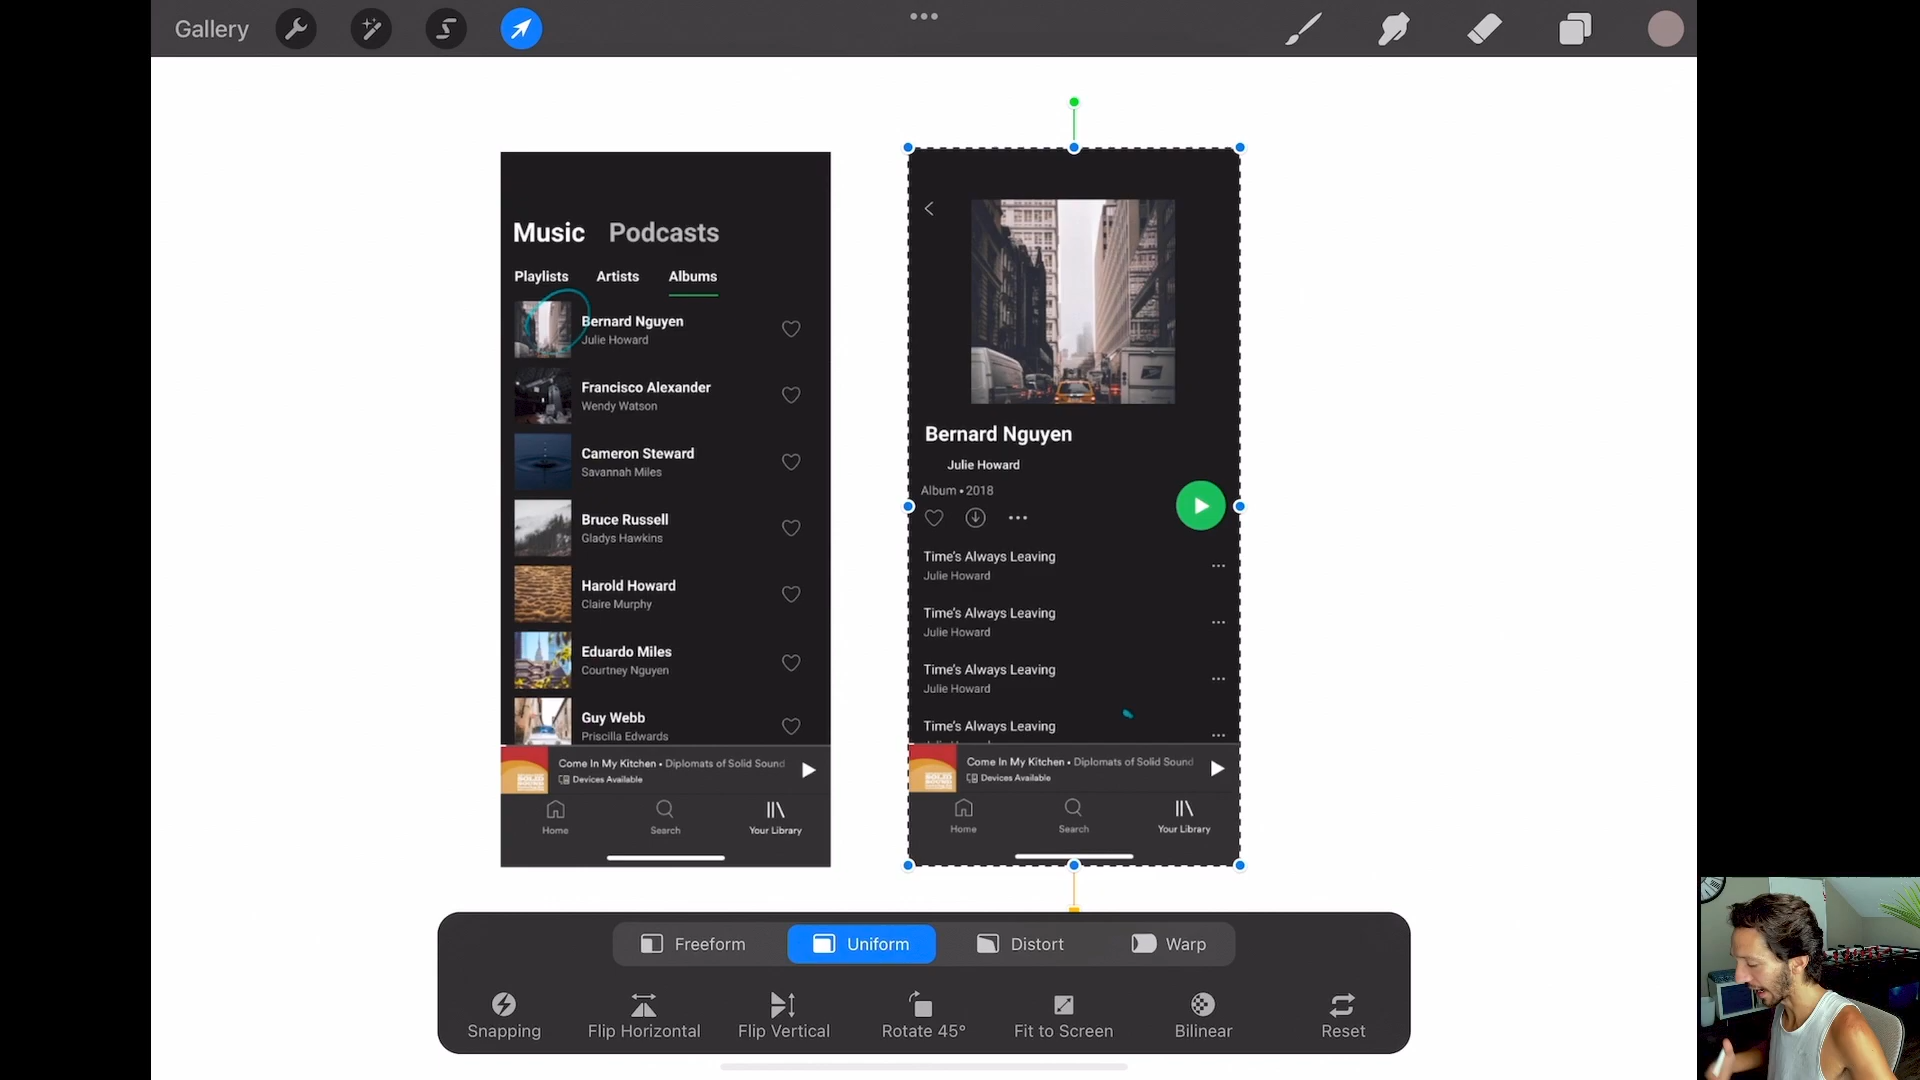 Gallery
Music Podcasts
Playlists Artists Albums
Bernard Nguyen
Julie Howard
Francisco Alexander
Wendy Watson
Cameron Steward
Savannah Miles
Bruce Russell
Gladys Hawkins
Harold Howard
Claire Murphy
Eduardo Miles
Courtney Nguyen
Guy Webb
Priscilla Edwards
Come In My Kitchen • Diplomats of Solid Sound
Devices Available
Home Search Your Library
Bernard Nguyen
Julie Howard
Album • 2018
Time's Always Leaving
Julie Howard
Time's Always Leaving
Julie Howard
Time's Always Leaving
Julie Howard
Time's Always Leaving
Come In My Kitchen • Diplomats of Solid Sound
Devices Available
Home Search Your Library
Freeform Uniform Distort Warp
Snapping Flip Horizontal Flip Vertical Rotate 45° Fit to Screen Bilinear Reset